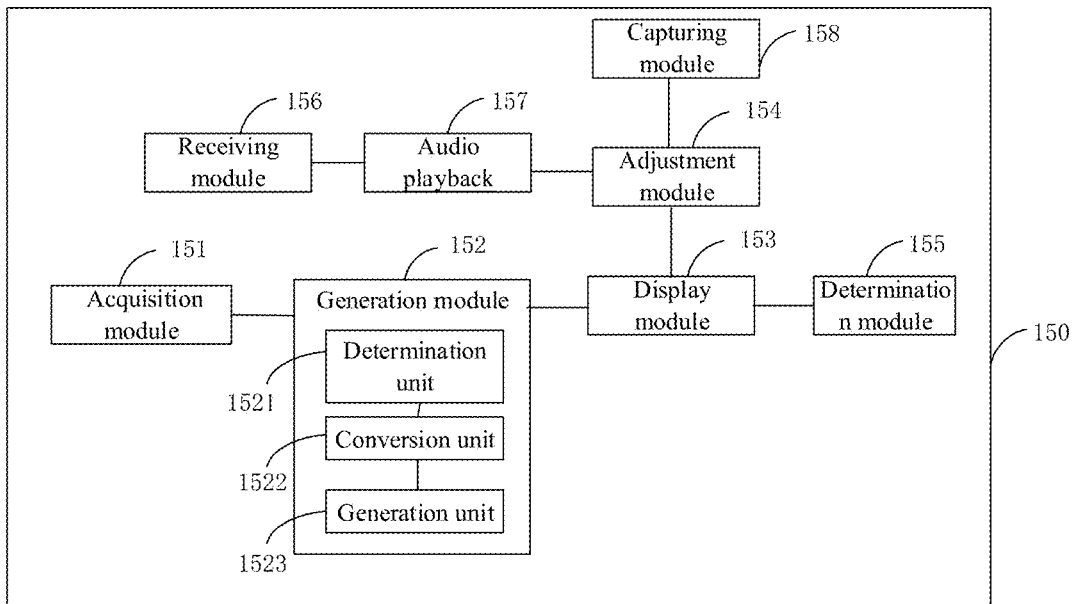 Capturing
module
158
156
157
154
Receiving
module
Audio
playback
Adjustment
module
151
152
153
155
Acquisition
module
Generation module
Display
module
Determinatio
n module
150
Determination
unit
1521
Conversion unit
1522
Generation unit
1523